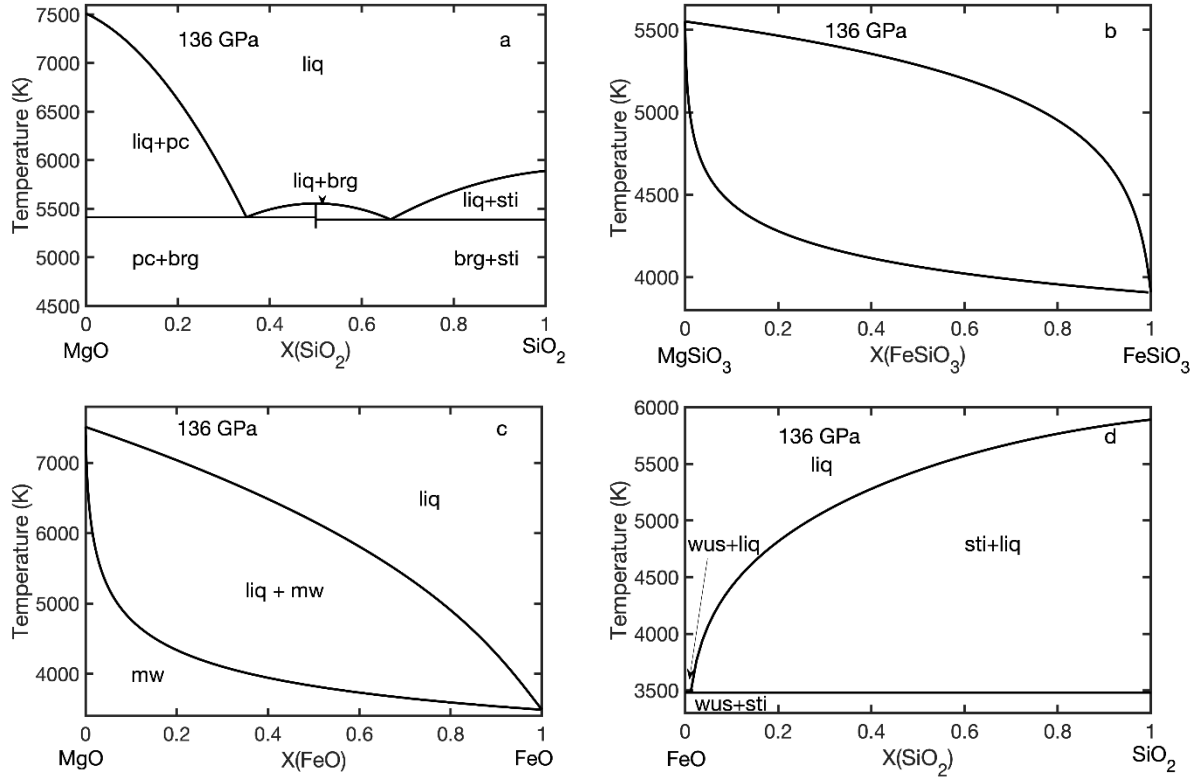 136 GPa
a
liq
liq+pc
liq+brg
liq+sti
pc+brg
brg+sti
7500
7000
6500
6000
5500
5000
4500
Temperature (K)
0 0.2 0.4 0.6 0.8 1
MgO X(SiO2) SiO2
136 GPa
b
5500
5000
4500
4000
Temperature (K)
0 0.2 0.4 0.6 0.8 1
MgSiO3 X(FeSiO3) FeSiO3
136 GPa
c
liq
liq + mw
mw
7000
6000
5000
4000
Temperature (K)
0 0.2 0.4 0.6 0.8 1
MgO X(FeO) FeO
136 GPa
d
liq
wus+liq
sti+liq
wus+sti
6000
5500
5000
4500
4000
3500
Temperature (K)
0 0.2 0.4 0.6 0.8 1
FeO X(SiO2) SiO2